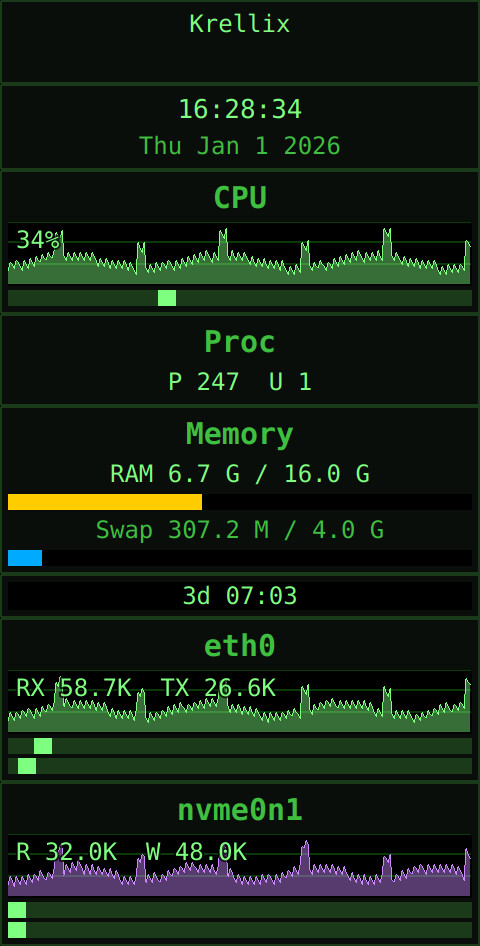 Krellix
16:28:34
Thu Jan 1 2026
CPU
34%
Proc
P 247  U 1
Memory
RAM 6.7 G / 16.0 G
Swap 307.2 M / 4.0 G
3d 07:03
eth0
RX 58.7K  TX 26.6K
nvme0n1
R 32.0K  W 48.0K